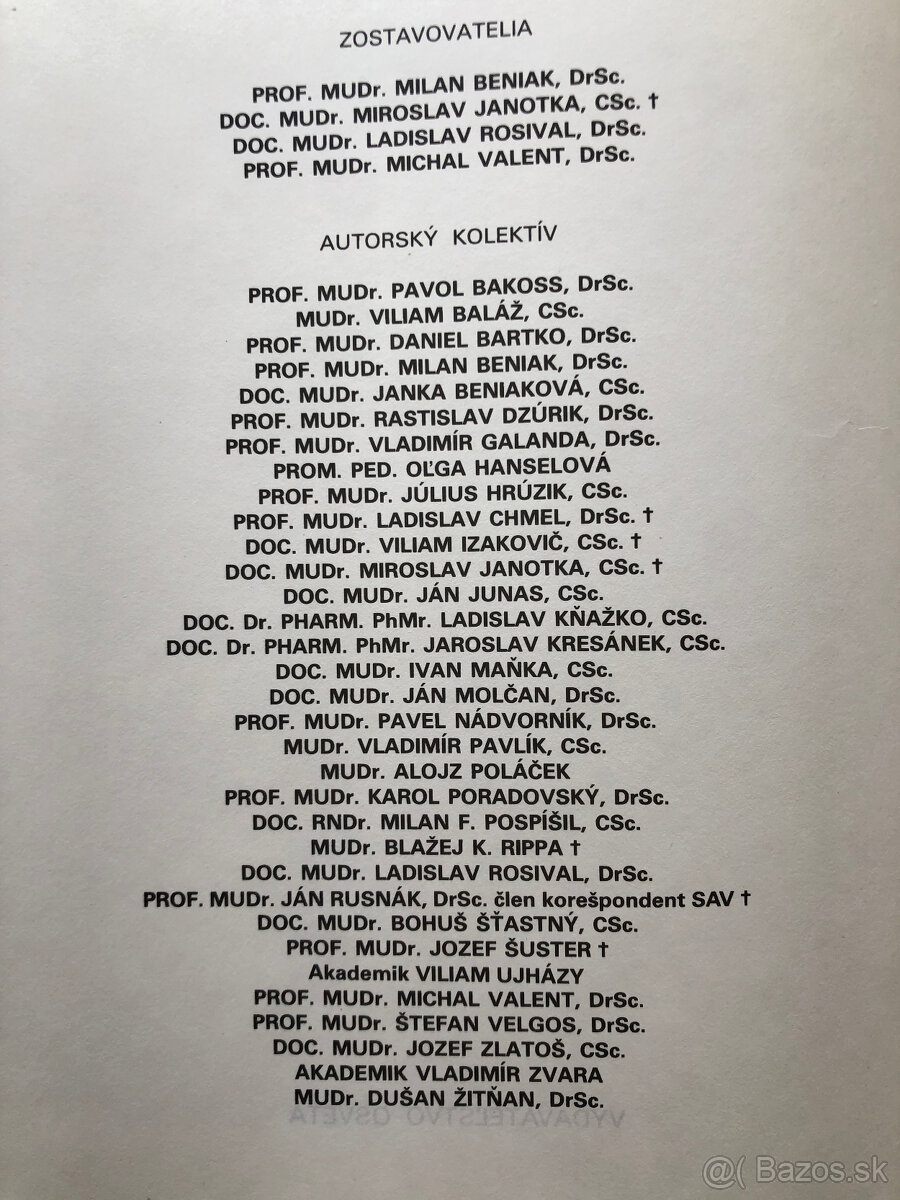 ZOSTAVOVATELIA
PROF. MUDr. MILAN BENIAK, DrSc.
DOC. MUDr. MIROSLAV JANOTKA, CSc. †
DOC. MUDr. LADISLAV ROSIVAL, DrSc.
PROF. MUDr. MICHAL VALENT, DrSc.
AUTORSKÝ KOLEKTÍV
PROF. MUDr. PAVOL BAKOSS, DrSc.
MUDr. VILIAM BALÁŽ, CSc.
PROF. MUDr. DANIEL BARTKO, DrSc.
PROF. MUDr. MILAN BENIAK, DrSc.
DOC. MUDr. JANKA BENIAKOVÁ, CSc.
PROF. MUDr. RASTISLAV DZÚRIK, DrSc.
PROF. MUDr. VLADIMÍR GALANDA, DrSc.
PROM. PED. OĽGA HANSELOVÁ
PROF. MUDr. JÚLIUS HRÚZIK, CSc.
PROF. MUDr. LADISLAV CHMEL, DrSc. †
DOC. MUDr. VILIAM IZAKOVIČ, CSc. †
DOC. MUDr. MIROSLAV JANOTKA, CSc. †
DOC. MUDr. JÁN JUNAS, CSc.
DOC. Dr. PHARM. PhMr. LADISLAV KŇAŽKO, CSc.
DOC. Dr. PHARM. PhMr. JAROSLAV KRESÁNEK, CSc.
DOC. MUDr. IVAN MAŇKA, CSc.
DOC. MUDr. JÁN MOLČAN, DrSc.
PROF. MUDr. PAVEL NÁDVORNÍK, DrSc.
MUDr. VLADIMÍR PAVLÍK, CSc.
MUDr. ALOJZ POLÁČEK
PROF. MUDr. KAROL PORADOVSKÝ, DrSc.
DOC. RNDr. MILAN F. POSPÍŠIL, CSc.
MUDr. BLAŽEJ K. RIPPA †
DOC. MUDr. LADISLAV ROSIVAL, DrSc.
PROF. MUDr. JÁN RUSNÁK, DrSc. člen korešpondent SAV †
DOC. MUDr. BOHUŠ ŠŤASTNÝ, CSc.
PROF. MUDr. JOZEF ŠUSTER †
Akademik VILIAM UJHÁZY
PROF. MUDr. MICHAL VALENT, DrSc.
PROF. MUDr. ŠTEFAN VELGOS, DrSc.
DOC. MUDr. JOZEF ZLATOŠ, CSc.
AKADEMIK VLADIMÍR ZVARA
MUDr. DUŠAN ŽITŇAN, DrSc.
VYDAVATEĽSTVO OSVETA
@( Bazos.sk